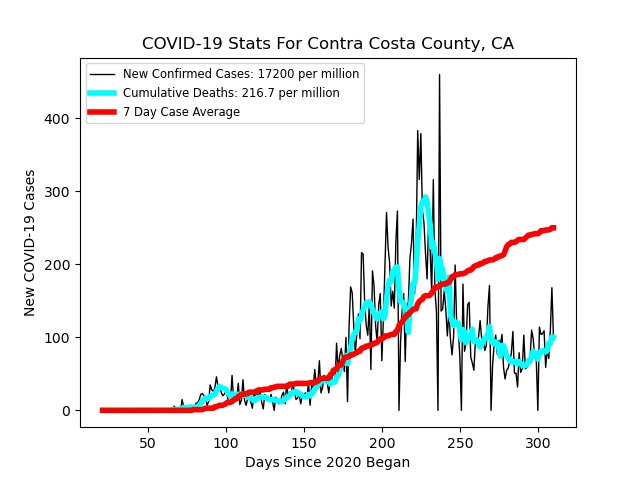 COVID-19 Stats For Contra Costa County, CA
New Confirmed Cases: 17200 per million
Cumulative Deaths: 216.7 per million
7 Day Case Average
New COVID-19 Cases
400
300
200
100
0
50 100 150 200 250 300
Days Since 2020 Began